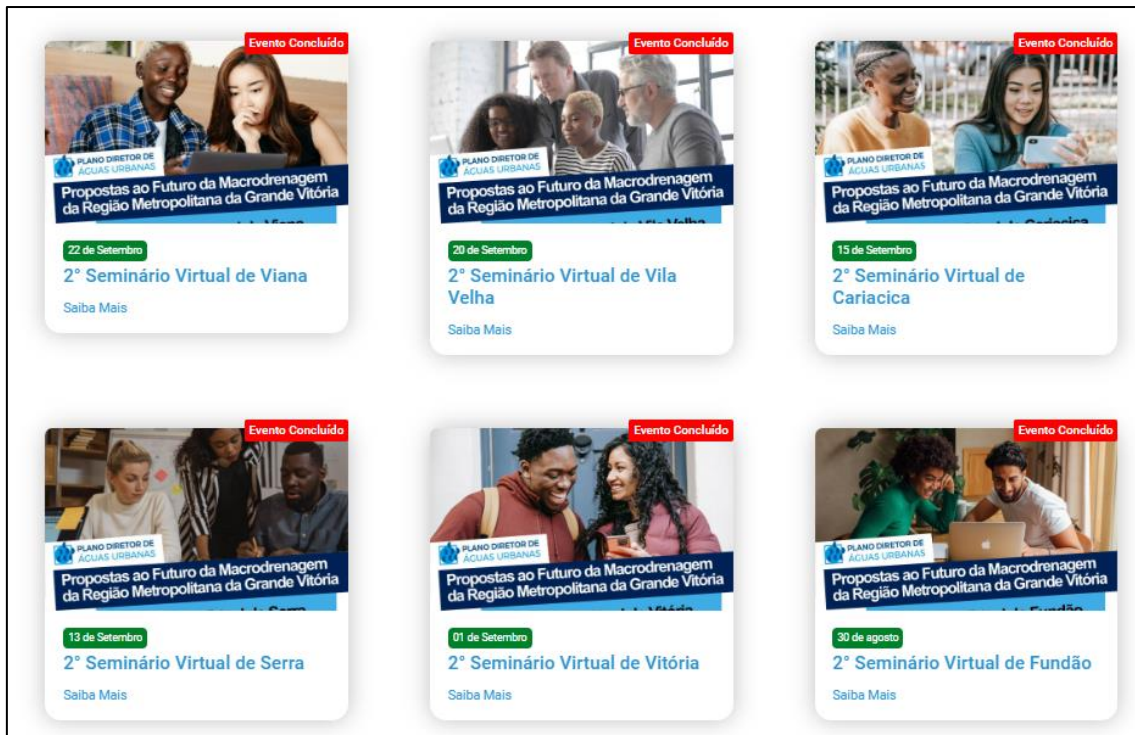 Evento Concluído
PLANO DIRETOR DE
ÁGUAS URBANAS
Propostas ao Futuro da Macrodrenagem
da Região Metropolitana da Grande Vitória
22 de Setembro
2° Seminário Virtual de Viana
Saiba Mais
Evento Concluído
PLANO DIRETOR DE
ÁGUAS URBANAS
Propostas ao Futuro da Macrodrenagem
da Região Metropolitana da Grande Vitória
20 de Setembro
2° Seminário Virtual de Vila
Velha
Saiba Mais
Evento Concluído
PLANO DIRETOR DE
ÁGUAS URBANAS
Propostas ao Futuro da Macrodrenagem
da Região Metropolitana da Grande Vitória
15 de Setembro
2° Seminário Virtual de
Cariacica
Saiba Mais
Evento Concluído
PLANO DIRETOR DE
ÁGUAS URBANAS
Propostas ao Futuro da Macrodrenagem
da Região Metropolitana da Grande Vitória
13 de Setembro
2° Seminário Virtual de Serra
Saiba Mais
Evento Concluído
PLANO DIRETOR DE
ÁGUAS URBANAS
Propostas ao Futuro da Macrodrenagem
da Região Metropolitana da Grande Vitória
01 de Setembro
2° Seminário Virtual de Vitória
Saiba Mais
Evento Concluído
PLANO DIRETOR DE
ÁGUAS URBANAS
Propostas ao Futuro da Macrodrenagem
da Região Metropolitana da Grande Vitória
30 de agosto
2° Seminário Virtual de Fundão
Saiba Mais